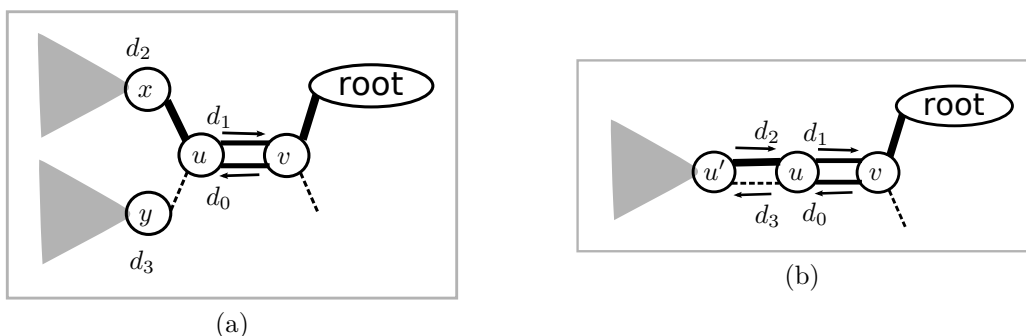 d₂
x
root
d₁
u
v
d₀
y
d₃
(a)
root
d₂
d₁
u′
u
v
d₃
d₀
(b)